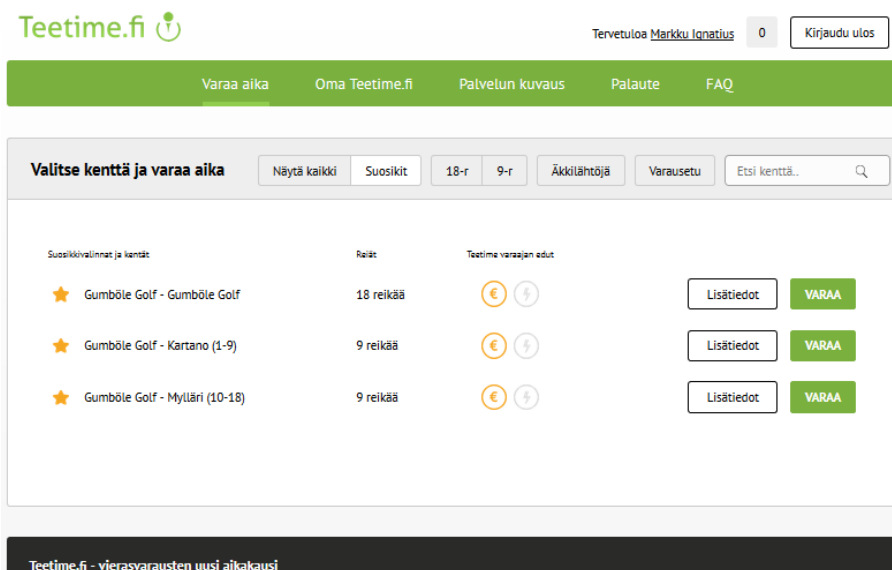 Teetime.fi
Tervetuloa Markku Ignatius 0 Kirjaudu ulos
Varaa aika Oma Teetime.fi Palvelun kuvaus Palaute FAQ
Valitse kenttä ja varaa aika Näytä kaikki Suosikit 18-r 9-r Äkkilähtöjä Varausetu Etsi kenttä..
Suosikkivalinnat ja kentät Reiät Teetime varaajan edut
Gumböle Golf - Gumböle Golf 18 reikää € Lisätiedot VARAA
Gumböle Golf - Kartano (1-9) 9 reikää € Lisätiedot VARAA
Gumböle Golf - Mylläri (10-18) 9 reikää € Lisätiedot VARAA
Teetime.fi - vierasvarausten uusi aikakausi